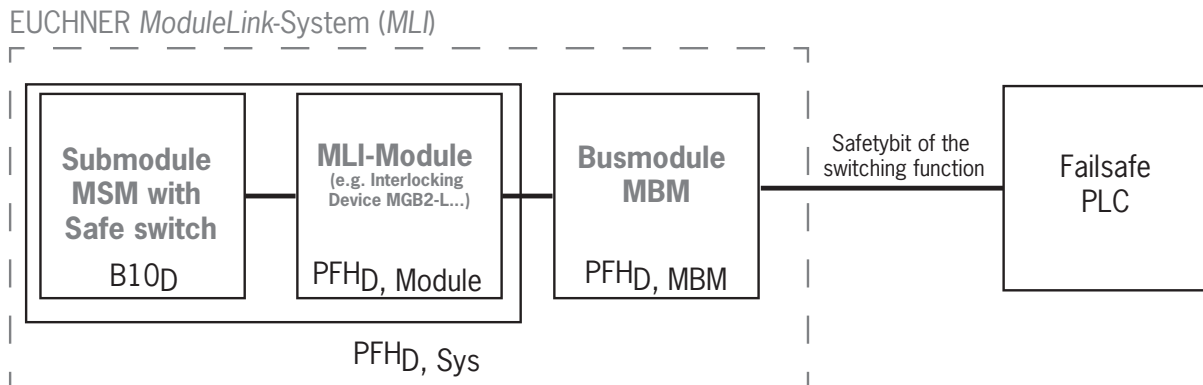 EUCHNER ModuleLink-System (MLI)
Submodule
MSM with
Safe switch
B10D
MLI-Module
(e.g. Interlocking
Device MGB2-L...)
PFHD, Module
Busmodule
MBM
PFHD, MBM
PFHD, Sys
Safetybit of the
switching function
Failsafe
PLC